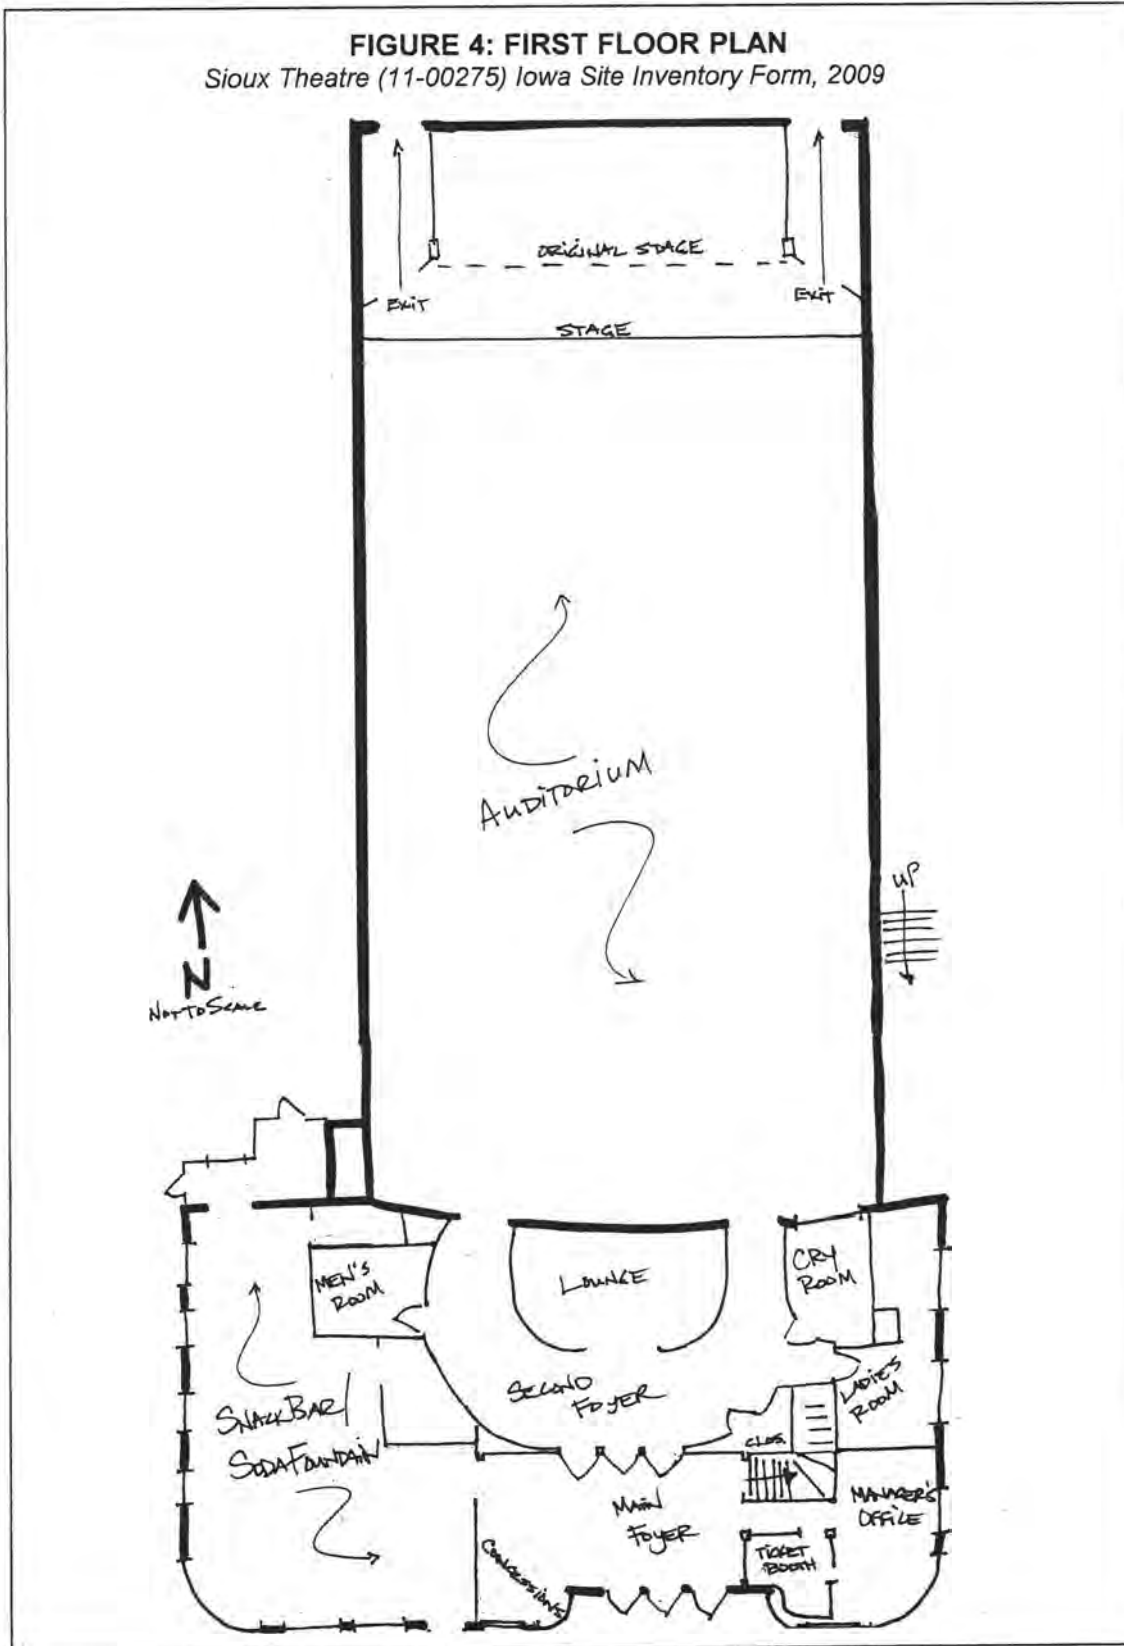 FIGURE 4: FIRST FLOOR PLAN
Sioux Theatre (11-00275) Iowa Site Inventory Form, 2009
ORIGINAL STAGE
EXIT
EXIT
STAGE
AUDITORIUM
UP
N
NOT TO SCALE
MEN'S
ROOM
LOUNGE
CRY
ROOM
SECOND
FOYER
LADIE'S
ROOM
SNACK BAR/
SODA FOUNTAIN
CLOS.
MAIN
FOYER
MANAGER'S
OFFICE
CONCESSIONS
TICKET
BOOTH